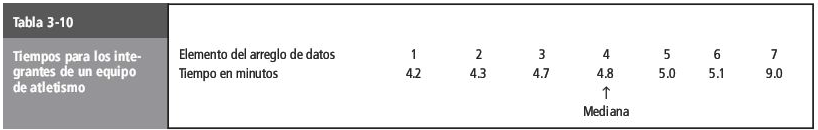 Tabla 3-10
Tiempos para los inte-
grantes de un equipo
de atletismo
Elemento del arreglo de datos 1 2 3 4 5 6 7
Tiempo en minutos 4.2 4.3 4.7 4.8 5.0 5.1 9.0
↑
Mediana